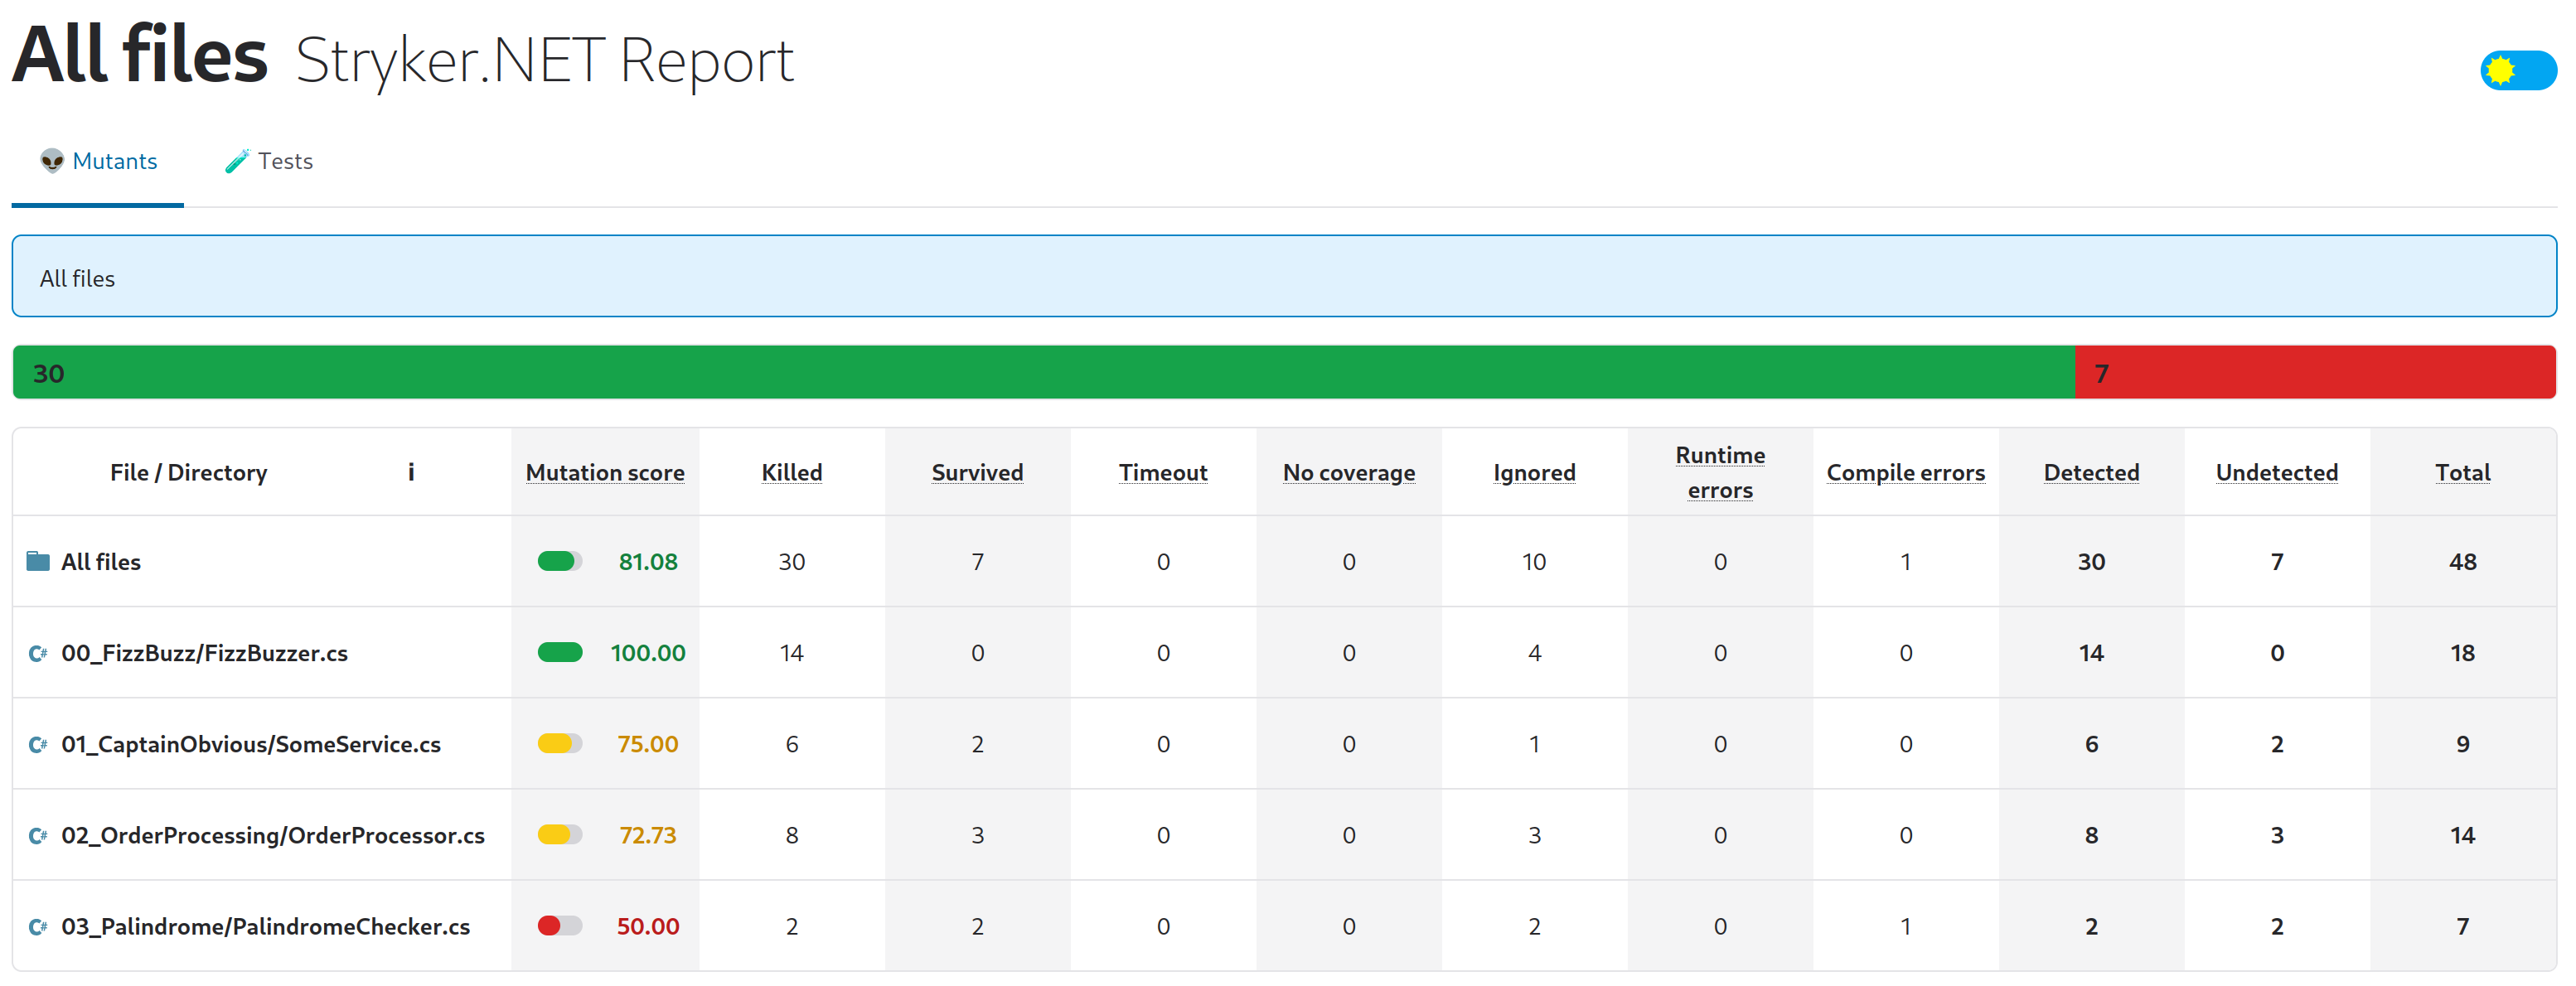 All files Stryker.NET Report
Mutants Tests
All files
30 7
File / Directory i Mutation score Killed Survived Timeout No coverage Ignored Runtime errors Compile errors Detected Undetected Total
All files 81.08 30 7 0 0 10 0 1 30 7 48
C# 00_FizzBuzz/FizzBuzzer.cs 100.00 14 0 0 0 4 0 0 14 0 18
C# 01_CaptainObvious/SomeService.cs 75.00 6 2 0 0 1 0 0 6 2 9
C# 02_OrderProcessing/OrderProcessor.cs 72.73 8 3 0 0 3 0 0 8 3 14
C# 03_Palindrome/PalindromeChecker.cs 50.00 2 2 0 0 2 0 1 2 2 7